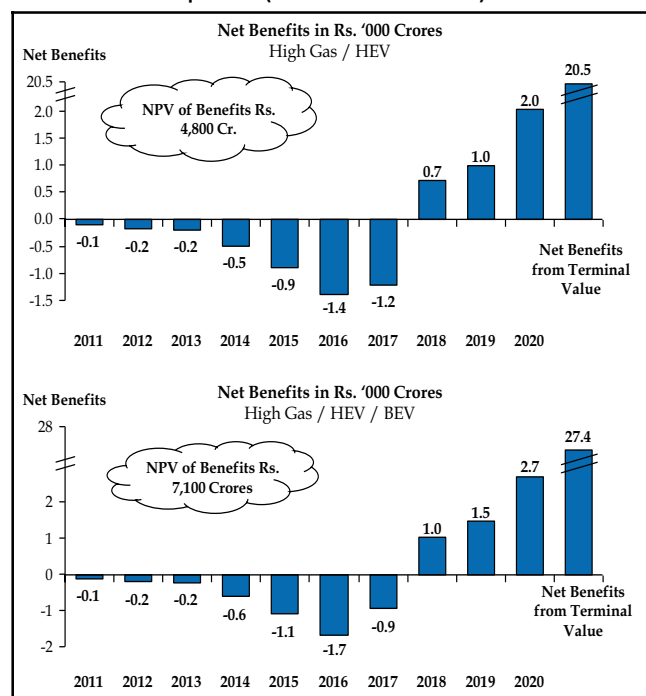 Net Benefits in Rs. ‘000 Crores
High Gas / HEV
Net Benefits
20.5
2.0
1.5
1.0
0.5
0.0
-0.5
-1.0
-1.5
NPV of Benefits Rs.
4,800 Cr.
-0.1
-0.2
-0.2
-0.5
-0.9
-1.4
-1.2
0.7
1.0
2.0
20.5
Net Benefits
from Terminal
Value
2011 2012 2013 2014 2015 2016 2017 2018 2019 2020
Net Benefits in Rs. ‘000 Crores
High Gas / HEV / BEV
Net Benefits
28
2
1
0
-1
-2
NPV of Benefits Rs.
7,100 Crores
-0.1
-0.2
-0.2
-0.6
-1.1
-1.7
-0.9
1.0
1.5
2.7
27.4
Net Benefits
from Terminal
Value
2011 2012 2013 2014 2015 2016 2017 2018 2019 2020